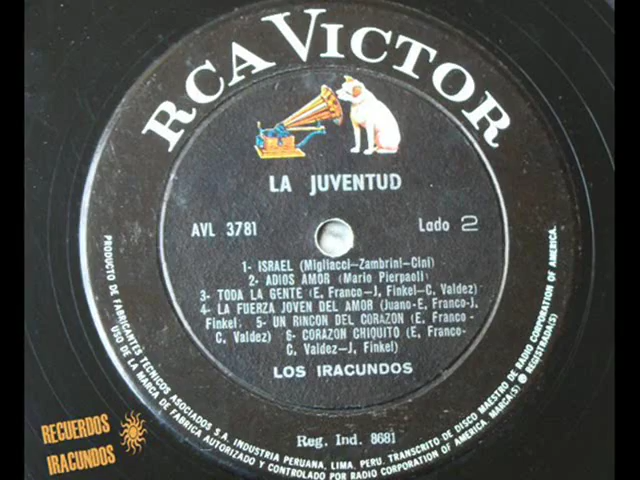 RCA VICTOR
LA JUVENTUD
AVL 3781
Lado 2
1- ISRAEL (Migliacci-Zambrini-Cini)
2- ADIOS AMOR (Mario Pierpaoli)
3- TODA LA GENTE (E, Franco-J, Finkel-C, Valdez)
4- LA FUERZA JOVEN DEL AMOR (Juano-E, Franco-J,
Finkel, 5- UN RINCON DEL CORAZON (E, Franco-
C, Valdez) 6- CORAZON CHIQUITO (E, Franco-
C, Valdez-J, Finkel)
LOS IRACUNDOS
Reg. Ind. 8681
PRODUCTO DE FABRICANTES TECNICOS ASOCIADOS S.A. INDUSTRIA PERUANA, LIMA, PERU. TRANSCRITO DE DISCO MAESTRO DE RADIO CORPORATION OF AMERICA.
USO DE LA MARCA DE FABRICA AUTORIZADO Y CONTROLADO POR RADIO CORPORATION OF AMERICA. MARCA(S) ® REGISTRADA(S)
RECUERDOS
IRACUNDOS